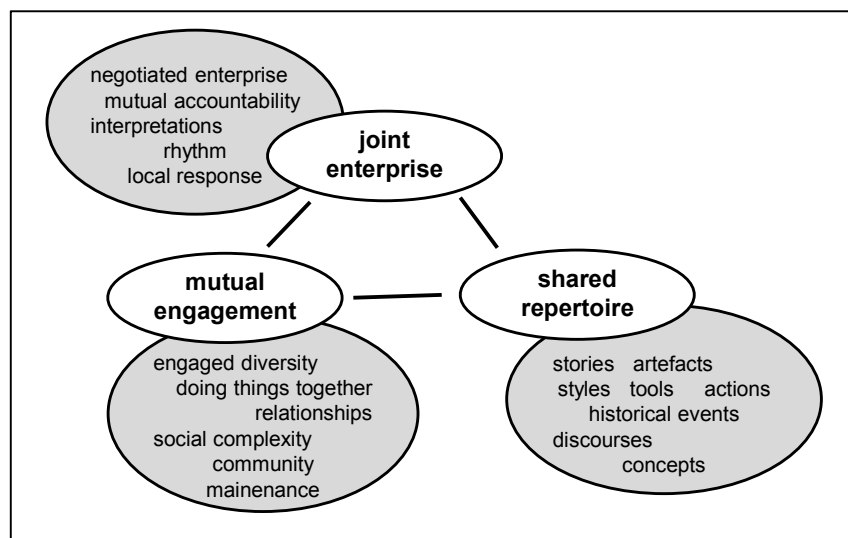 negotiated enterprise
mutual accountability
interpretations
rhythm
local response
joint
enterprise
mutual
engagement
shared
repertoire
engaged diversity
doing things together
relationships
social complexity
community
mainenance
stories artefacts
styles tools actions
historical events
discourses
concepts